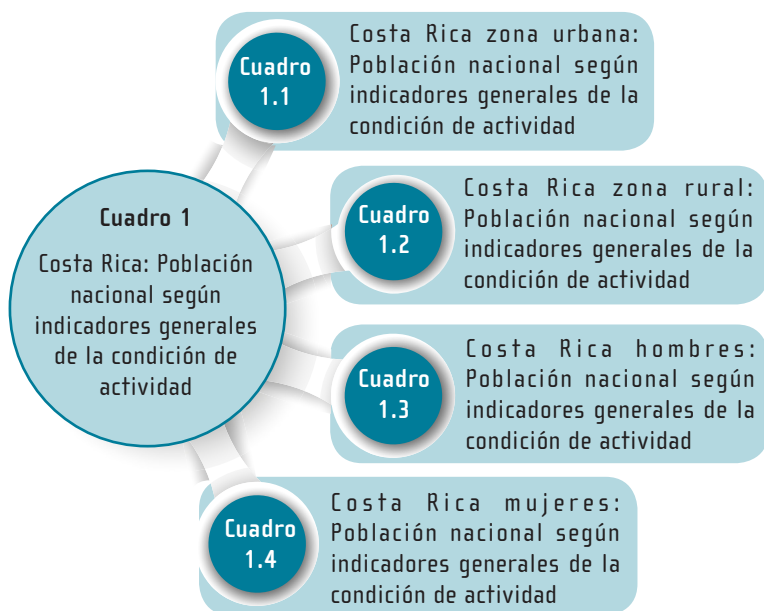 Cuadro 1
Costa Rica: Población
nacional según
indicadores generales
de la condición de
actividad
Cuadro
1.1
Costa Rica zona urbana:
Población nacional según
indicadores generales de la
condición de actividad
Cuadro
1.2
Costa Rica zona rural:
Población nacional según
indicadores generales de la
condición de actividad
Cuadro
1.3
Costa Rica hombres:
Población nacional según
indicadores generales de la
condición de actividad
Cuadro
1.4
Costa Rica mujeres:
Población nacional según
indicadores generales de la
condición de actividad